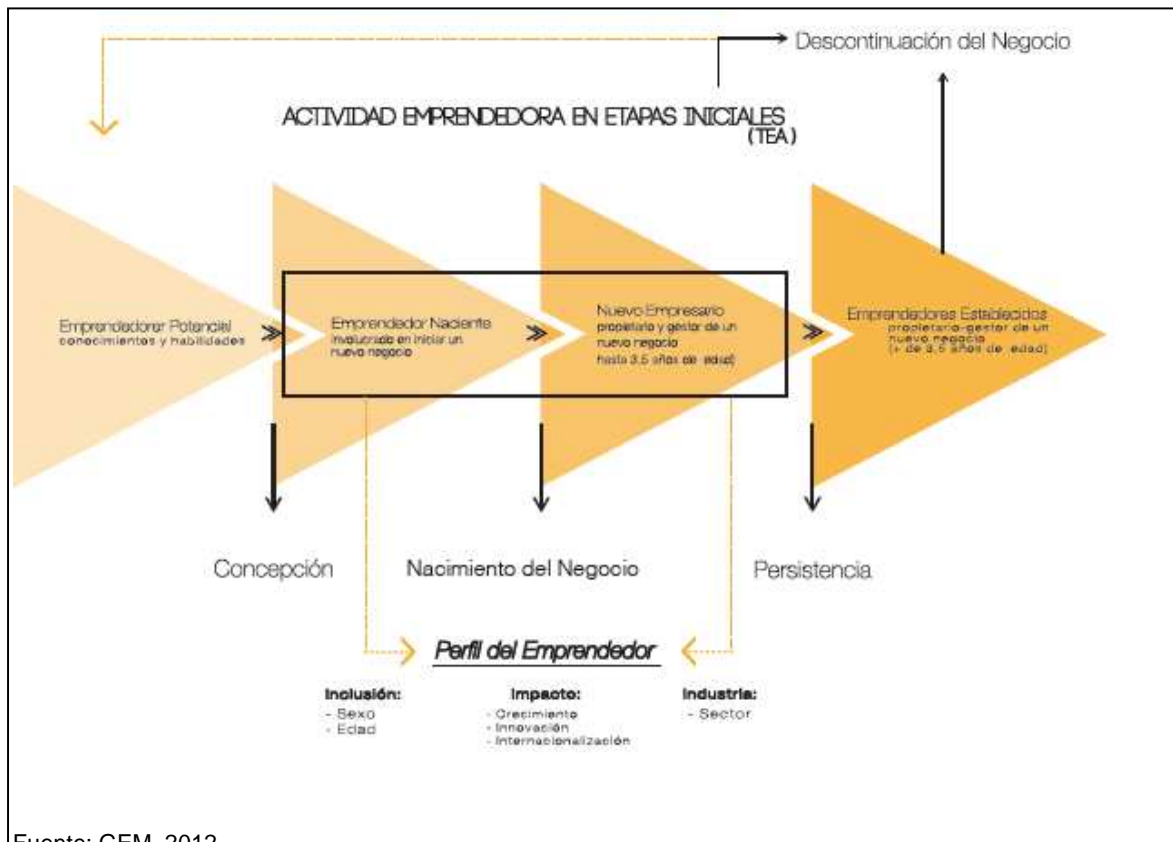 Descontinuación del Negocio
ACTIVIDAD EMPRENDEDORA EN ETAPAS INICIALES
(TEA)
Emprendedorer Potencial
conocimientos y habilidades
Emprendedor Naciente
involucrado en iniciar un
nuevo negocio
Nuevo Empresario
propietario y gestor de un
nuevo negocio
hasta 3.5 años de edad)
Emprendedores Establecidos
propietario-gestor de un
nuevo negocio
(+ de 3,5 años de edad)
Concepción
Nacimiento del Negocio
Persistencia
Perfil del Emprendedor
Inclusión:
- Sexo
- Edad
Impacto:
- Crecimiento
- Innovación
- Internacionalización
Industria:
- Sector
Fuente: GEM, 2012